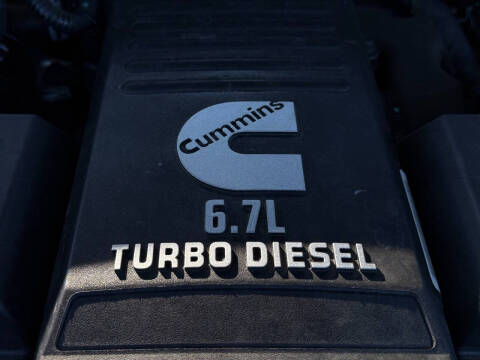 Cummins
6.7L
TURBO DIESEL